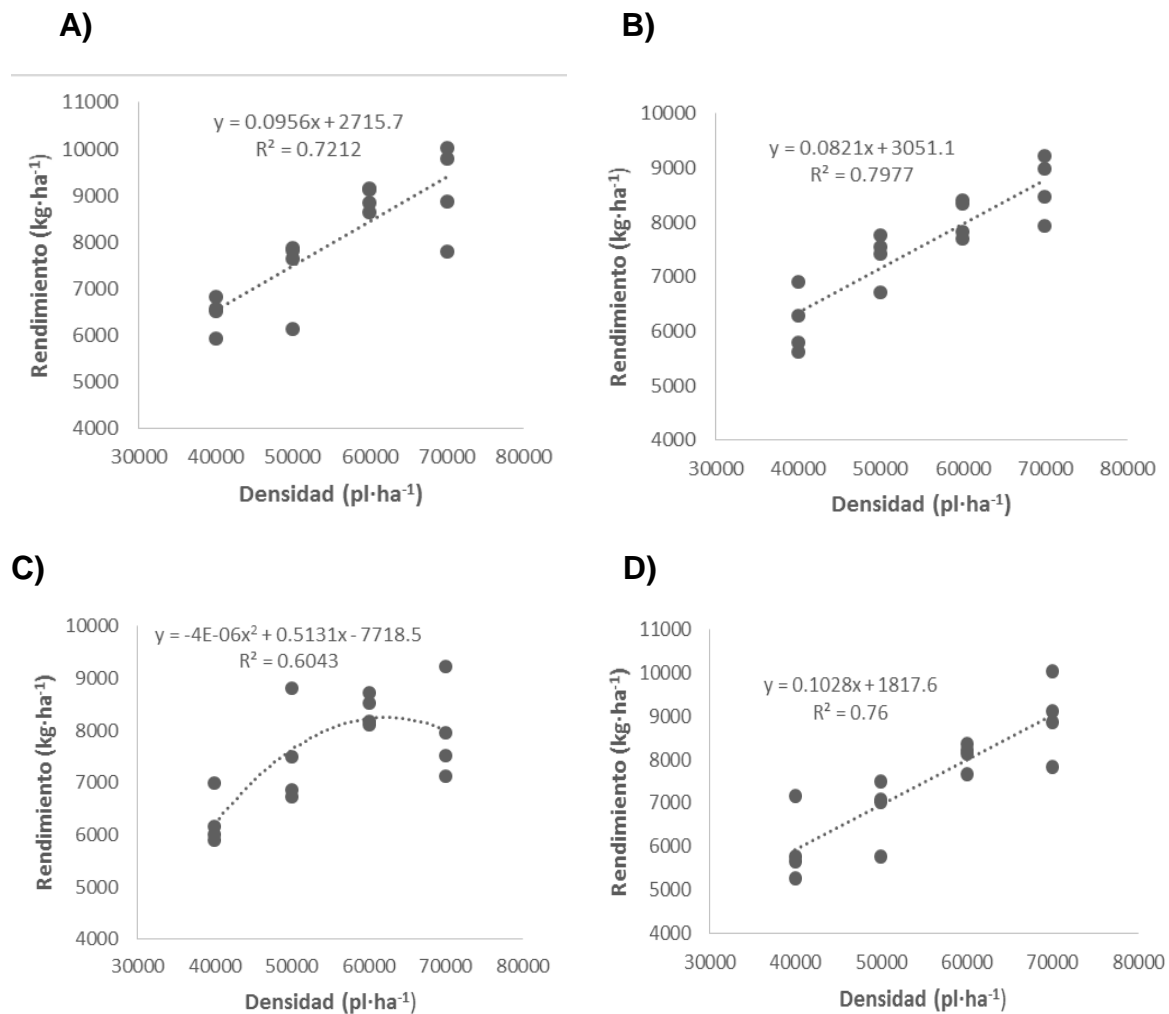 A)
11000
10000
9000
8000
7000
6000
5000
4000
30000 40000 50000 60000 70000 80000
Rendimiento (kg·ha⁻¹)
Densidad (pl·ha⁻¹)
y = 0.0956x + 2715.7
R² = 0.7212
B)
10000
9000
8000
7000
6000
5000
4000
30000 40000 50000 60000 70000 80000
Rendimiento (kg·ha⁻¹)
Densidad (pl·ha⁻¹)
y = 0.0821x + 3051.1
R² = 0.7977
C)
10000
9000
8000
7000
6000
5000
4000
30000 40000 50000 60000 70000 80000
Rendimiento (kg·ha⁻¹)
Densidad (pl·ha⁻¹)
y = -4E-06x² + 0.5131x - 7718.5
R² = 0.6043
D)
11000
10000
9000
8000
7000
6000
5000
4000
30000 40000 50000 60000 70000 80000
Rendimiento (kg·ha⁻¹)
Densidad (pl·ha⁻¹)
y = 0.1028x + 1817.6
R² = 0.76